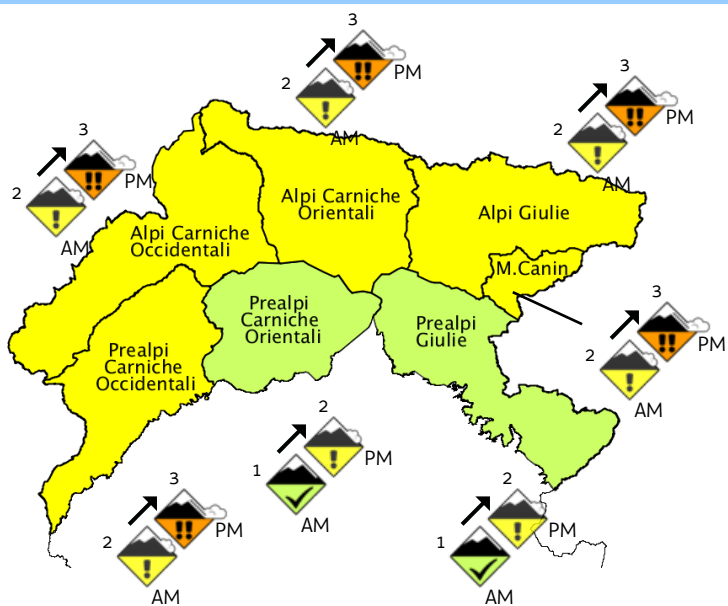 3
2
PM
AM
3
2
PM
AM
3
2
PM
AM
Alpi Carniche
Orientali
Alpi Giulie
Alpi Carniche
Occidentali
M.Canin
Prealpi
Carniche
Orientali
Prealpi
Giulie
Prealpi
Carniche
Occidentali
3
2
PM
AM
2
1
PM
AM
3
2
PM
AM
2
1
PM
AM